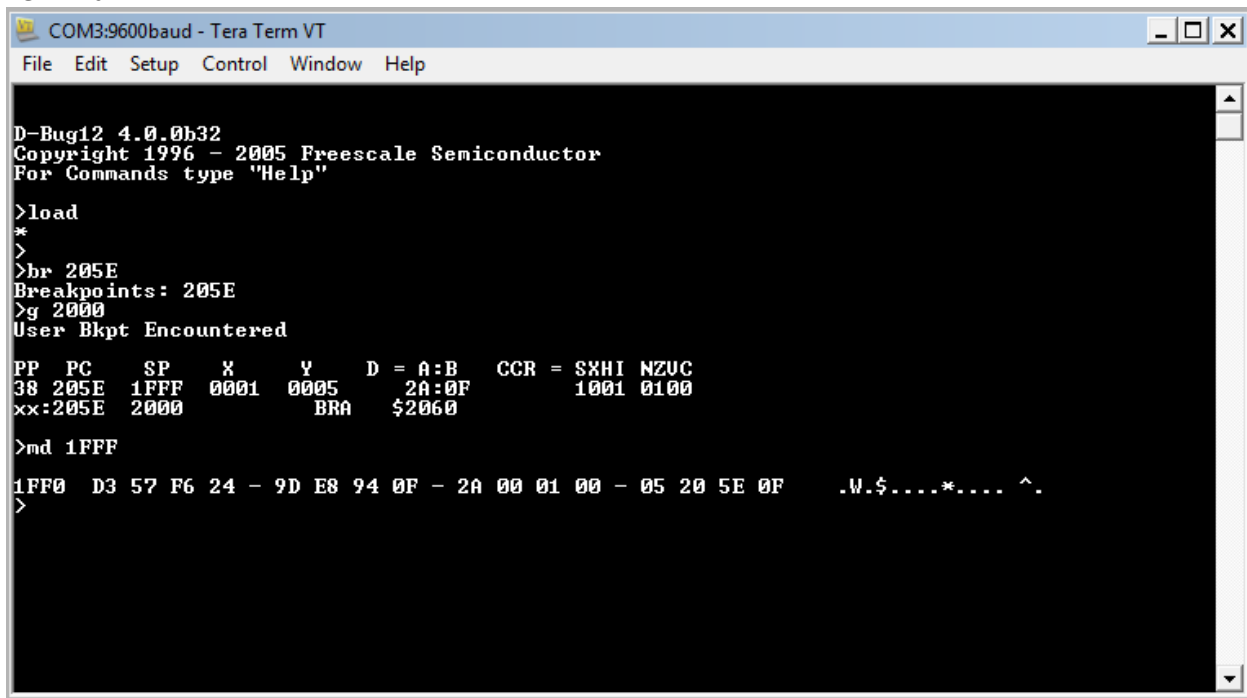 COM3:9600baud - Tera Term VT
File Edit Setup Control Window Help
D-Bug12 4.0.0b32
Copyright 1996 - 2005 Freescale Semiconductor
For Commands type "Help"
>load
*
>
>br 205E
Breakpoints: 205E
>g 2000
User Bkpt Encountered
PP PC SP X Y D = A:B CCR = SXHI NZVC
38 205E 1FFF 0001 0005 2A:0F 1001 0100
xx:205E 2000 BRA $2060
>md 1FFF
1FF0 D3 57 F6 24 - 9D E8 94 0F - 2A 00 01 00 - 05 20 5E 0F .W.$....*.... ^.
>